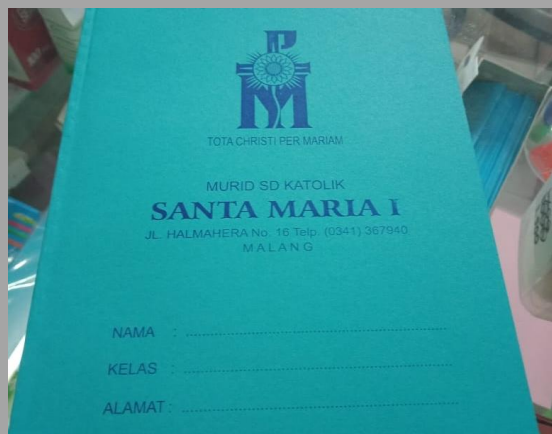 TOTA CHRISTI PER MARIAM
MURID SD KATOLIK
SANTA MARIA I
JL. HALMAHERA No. 16 Telp. (0341) 367940
MALANG
NAMA : ........................
KELAS : ........................
ALAMAT : ........................